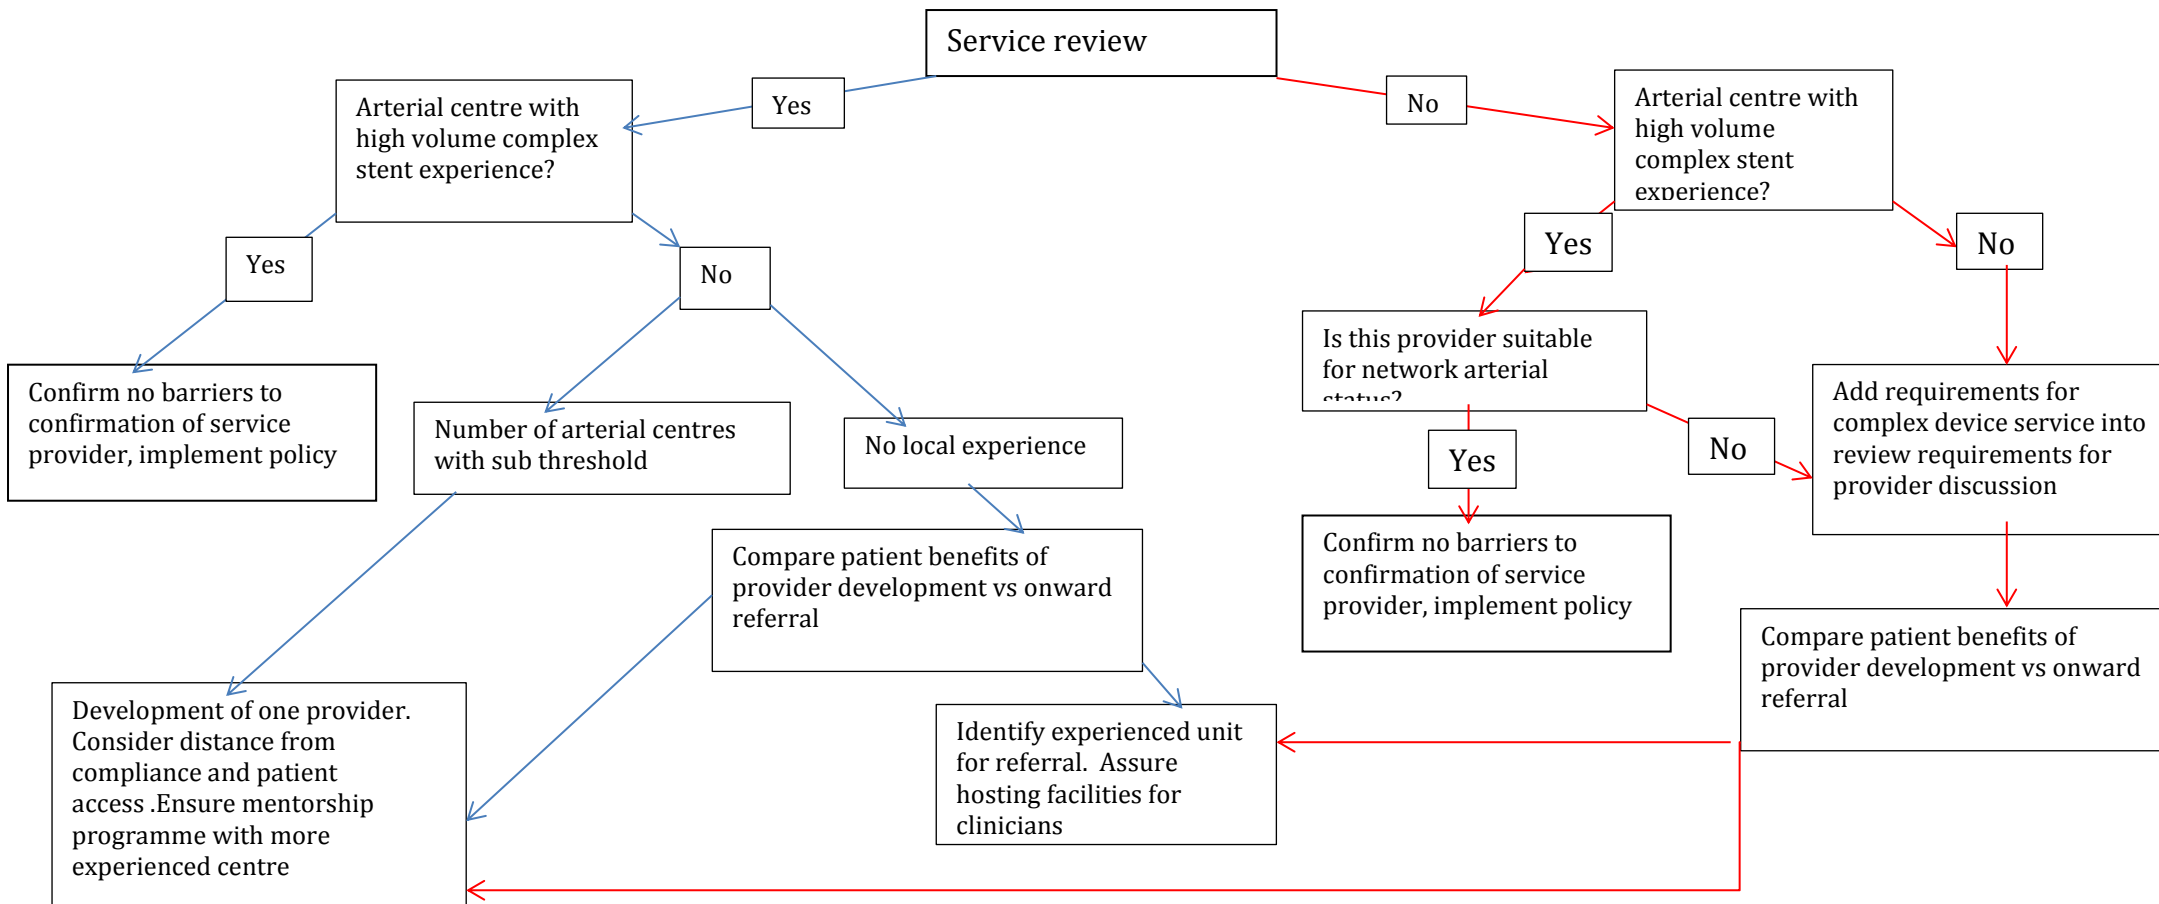 Service review
Yes
No
Arterial centre with
high volume complex
stent experience?
Arterial centre with
high volume
complex stent
experience?
Yes
No
Yes
No
Is this provider suitable
for network arterial
status?
Confirm no barriers to
confirmation of service
provider, implement policy
Number of arterial centres
with sub threshold
No local experience
Yes
No
Add requirements for
complex device service into
review requirements for
provider discussion
Compare patient benefits of
provider development vs onward
referral
Confirm no barriers to
confirmation of service
provider, implement policy
Compare patient benefits of
provider development vs onward
referral
Development of one provider.
Consider distance from
compliance and patient
access .Ensure mentorship
programme with more
experienced centre
Identify experienced unit
for referral.  Assure
hosting facilities for
clinicians